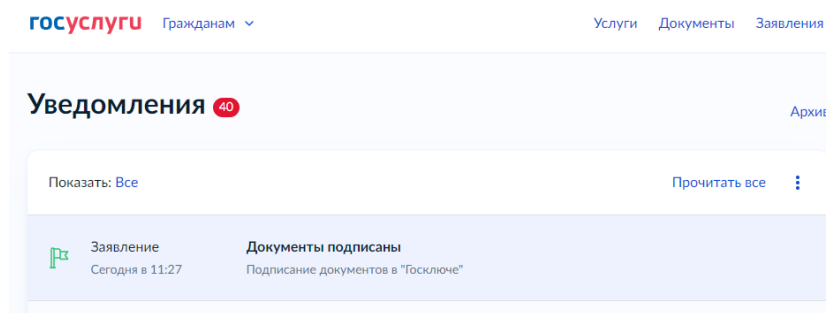 госуслуги Гражданам Услуги Документы Заявления
Уведомления 40
Архив
Показать: Все Прочитать все
Заявление Документы подписаны
Сегодня в 11:27 Подписание документов в "Госключе"